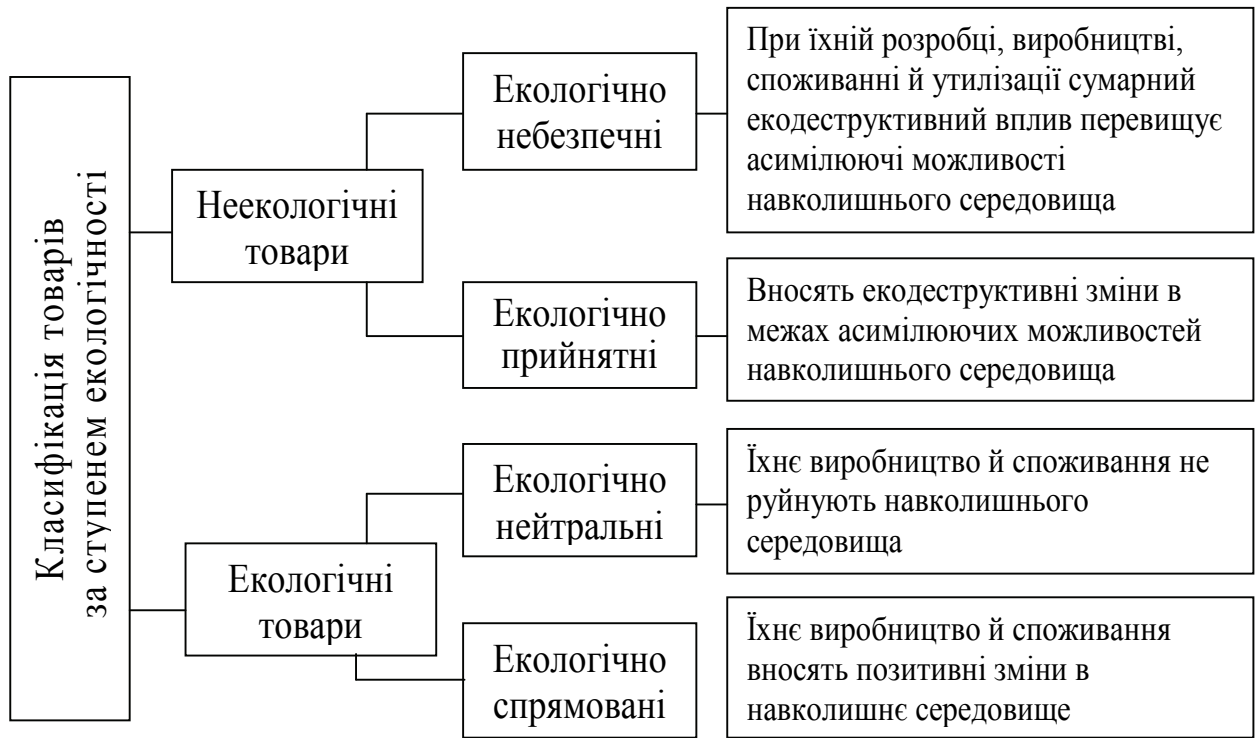 Класифікація товарів
за ступенем екологічності
Неекологічні
товари
Екологічно
небезпечні
При їхній розробці, виробництві,
споживанні й утилізації сумарний
екодеструктивний вплив перевищує
асимілюючі можливості
навколишнього середовища
Екологічно
прийнятні
Вносять екодеструктивні зміни в
межах асимілюючих можливостей
навколишнього середовища
Екологічні
товари
Екологічно
нейтральні
Їхнє виробництво й споживання не
руйнують навколишнього
середовища
Екологічно
спрямовані
Їхнє виробництво й споживання
вносять позитивні зміни в
навколишнє середовище